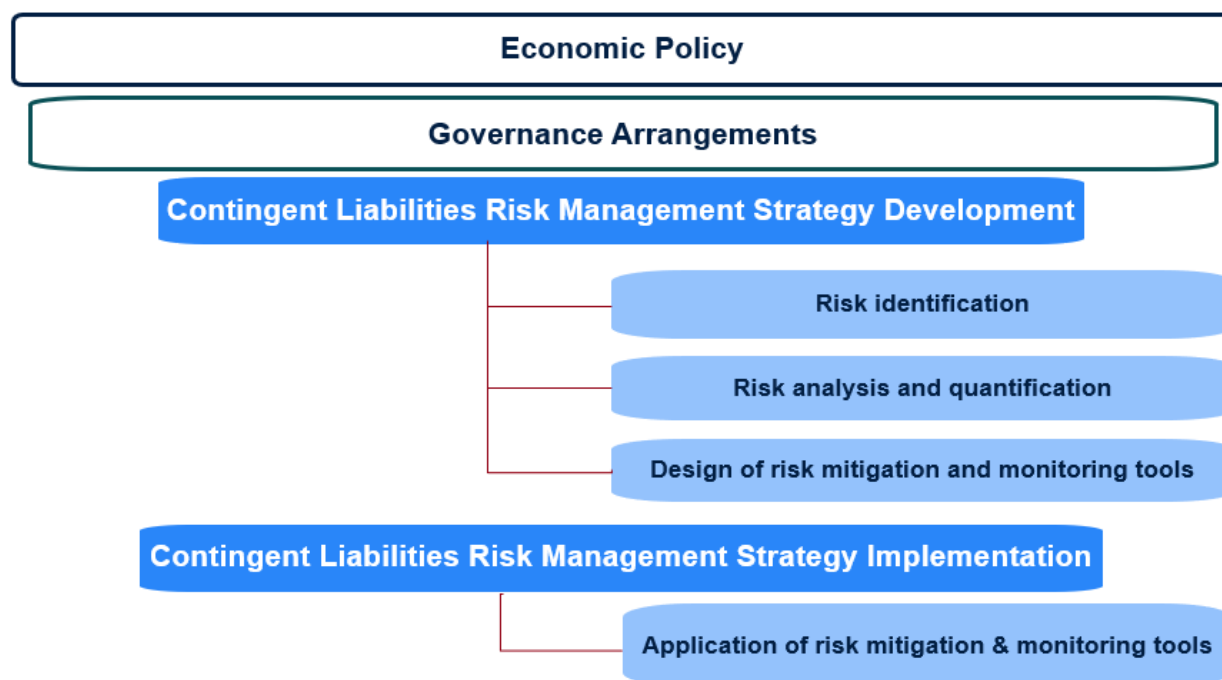 Economic Policy
Governance Arrangements
Contingent Liabilities Risk Management Strategy Development
Risk identification
Risk analysis and quantification
Design of risk mitigation and monitoring tools
Contingent Liabilities Risk Management Strategy Implementation
Application of risk mitigation & monitoring tools